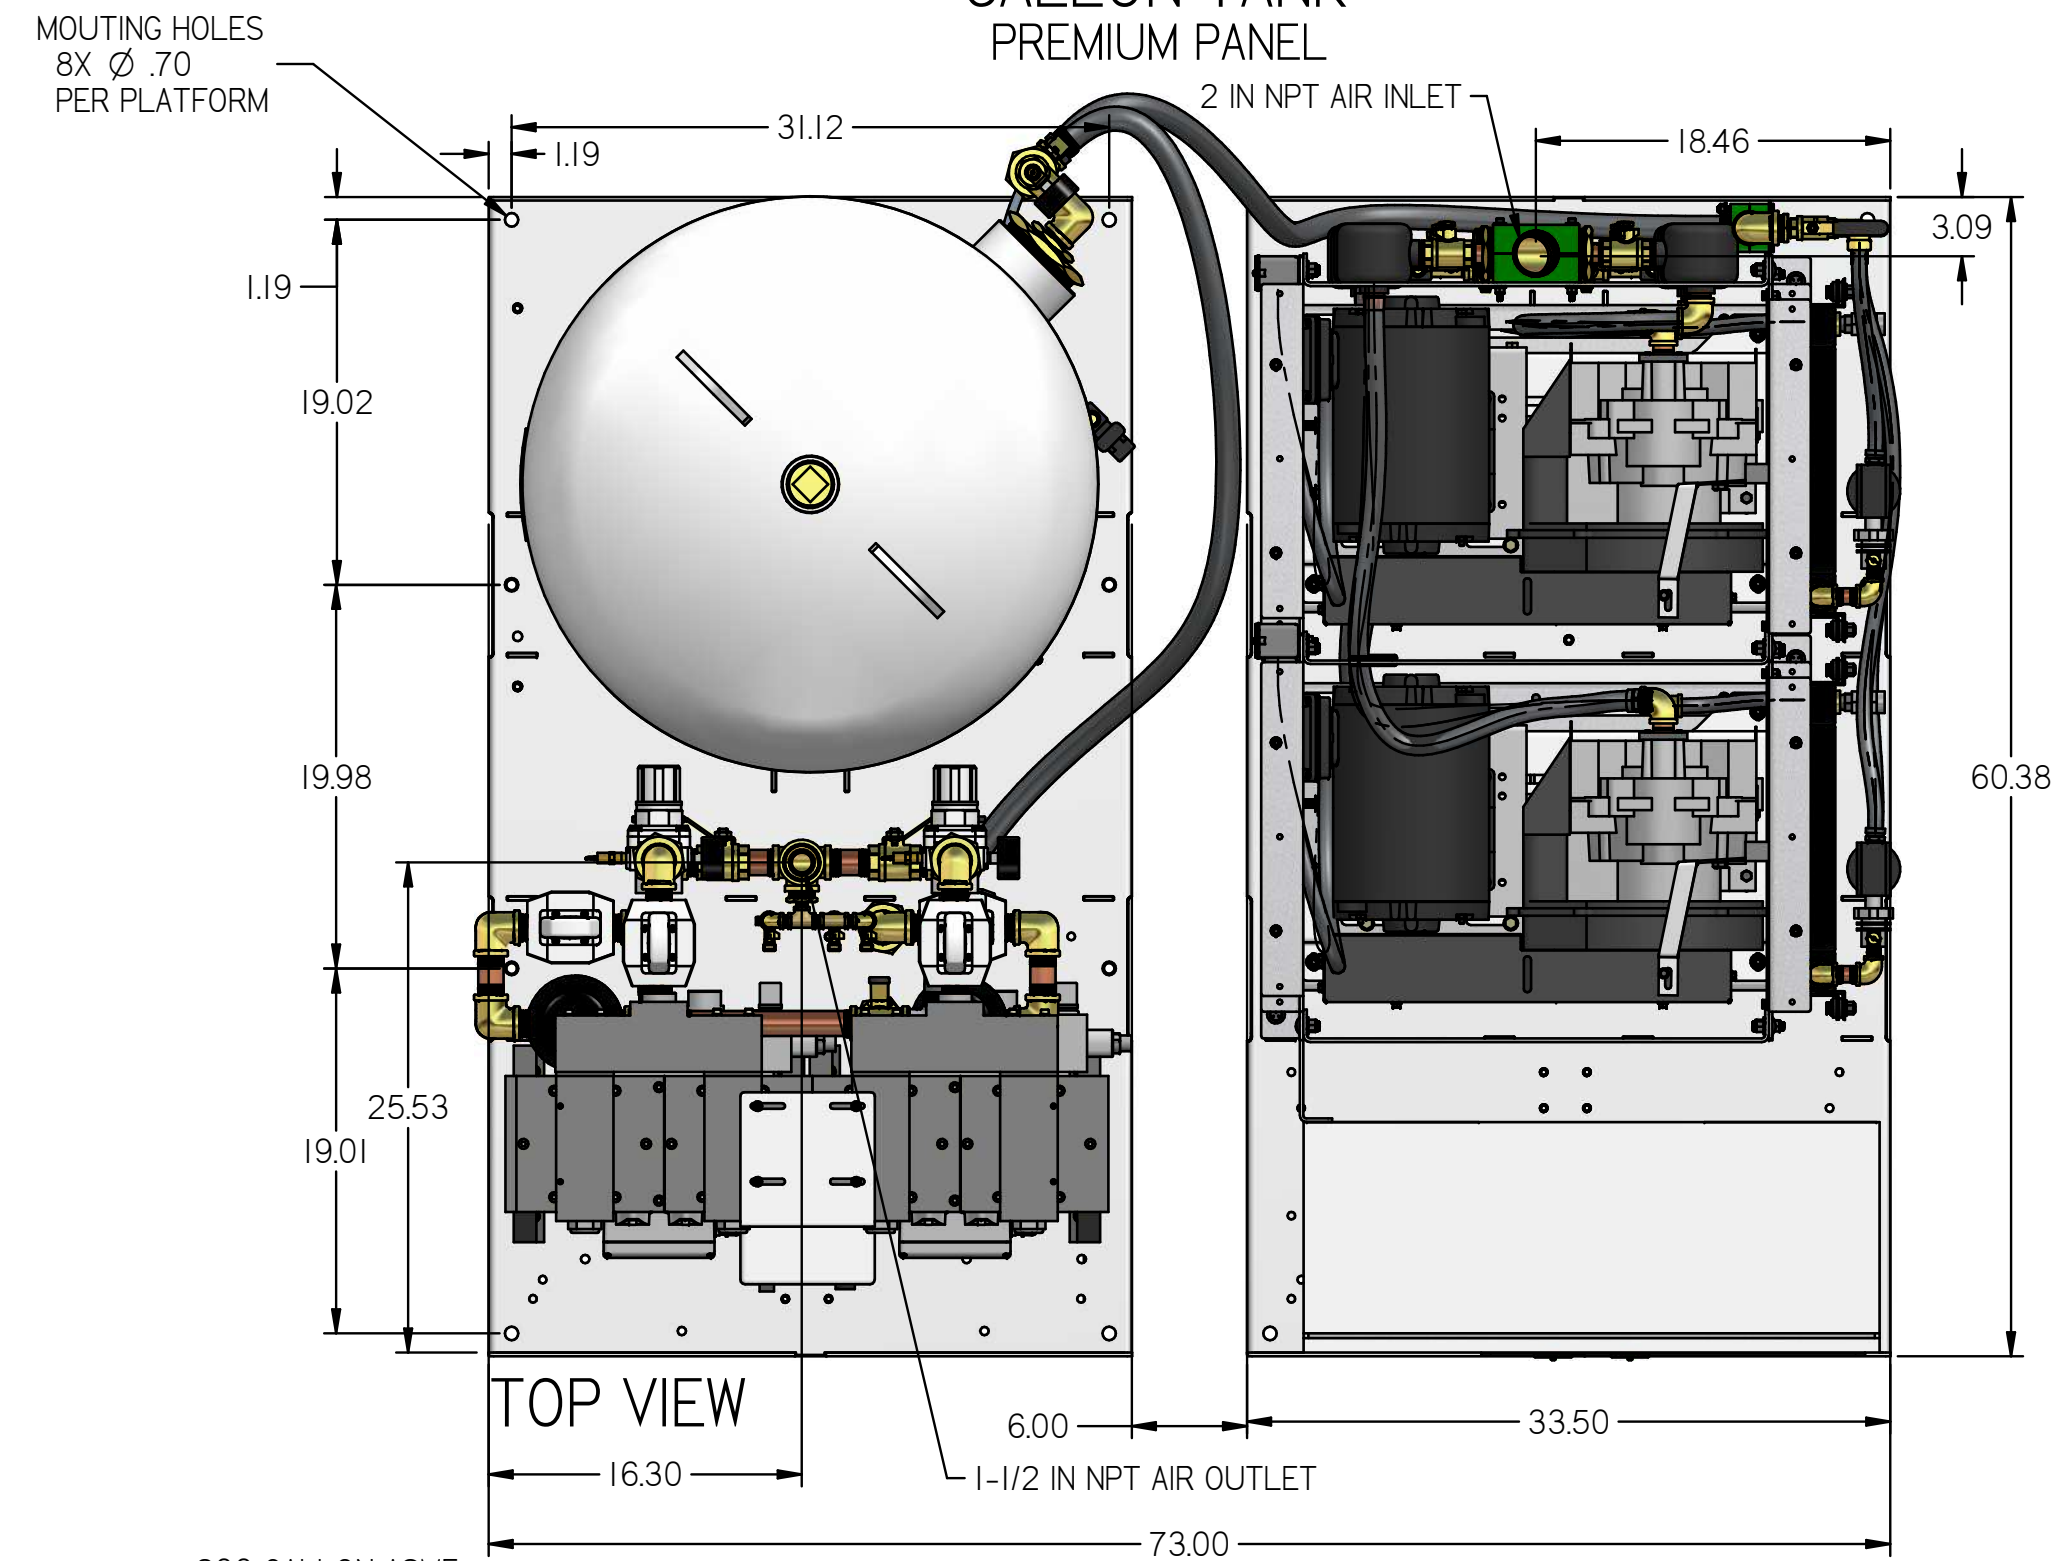 PREMIUM PANEL
MOUTING HOLES
8X Ø .70
PER PLATFORM
2 IN NPT AIR INLET
31.12
1.19
18.46
3.09
1.19
19.02
19.98
60.38
25.53
19.01
TOP VIEW
6.00
33.50
16.30
1-1/2 IN NPT AIR OUTLET
73.00